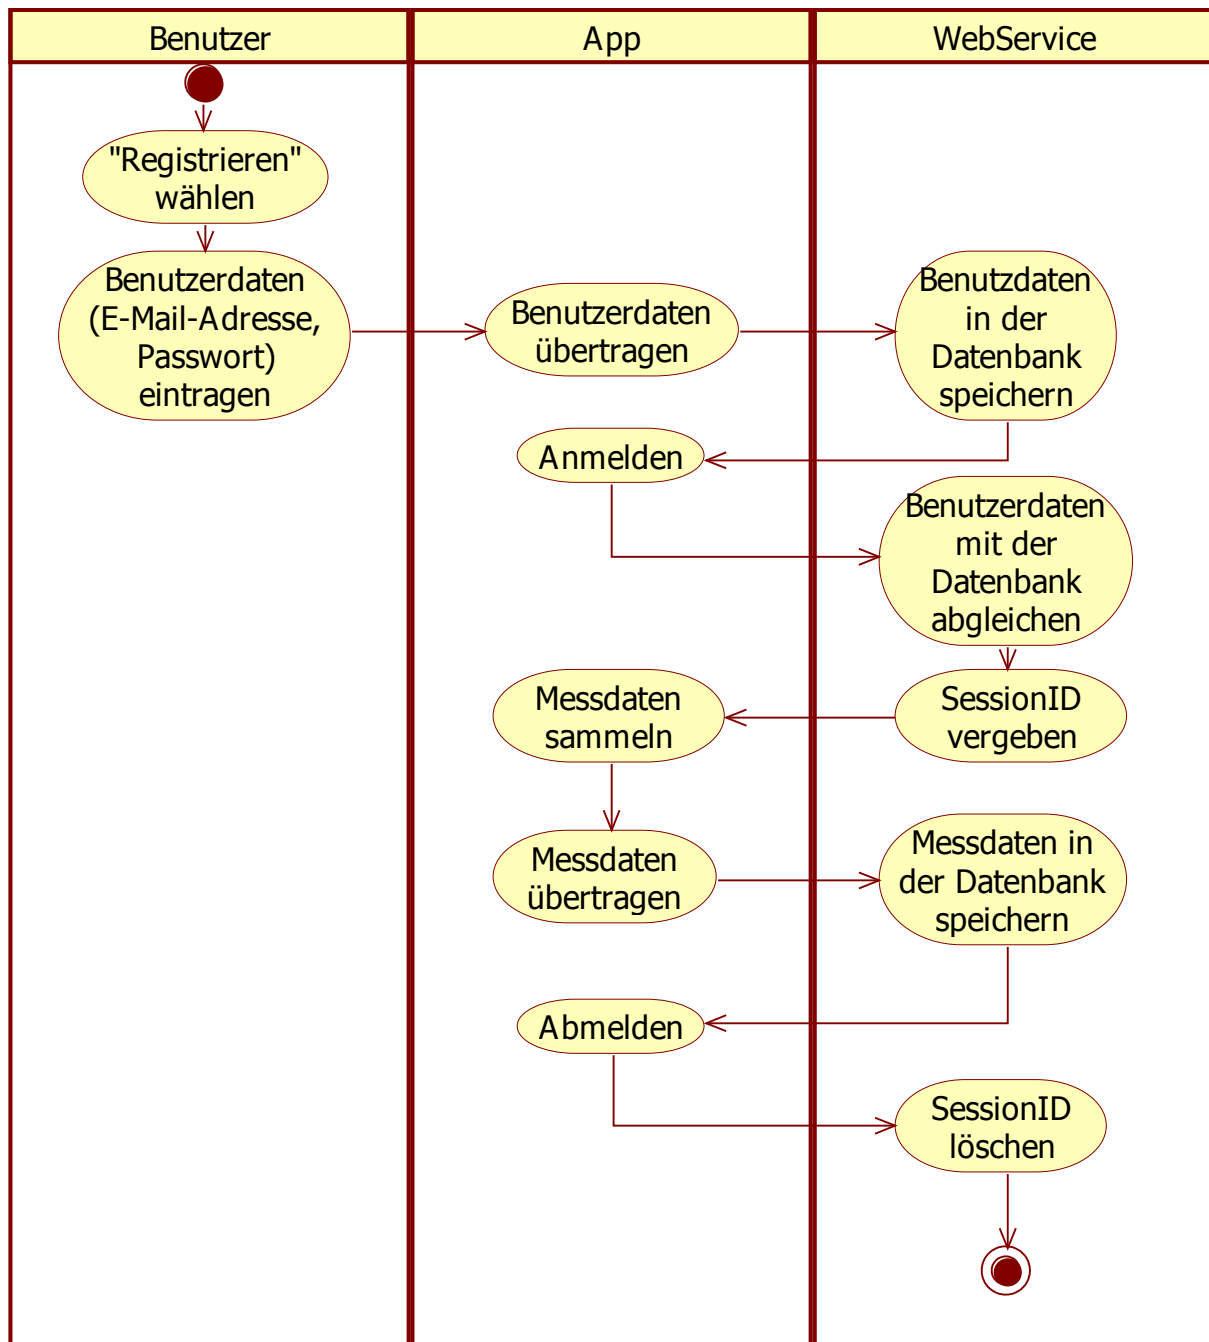 Benutzer
App
WebService
"Registrieren"
wählen
Benutzerdaten
(E-Mail-Adresse,
Passwort)
eintragen
Benutzerdaten
übertragen
Benutzdaten
in der
Datenbank
speichern
Anmelden
Benutzerdaten
mit der
Datenbank
abgleichen
SessionID
vergeben
Messdaten
sammeln
Messdaten
übertragen
Messdaten in
der Datenbank
speichern
Abmelden
SessionID
löschen